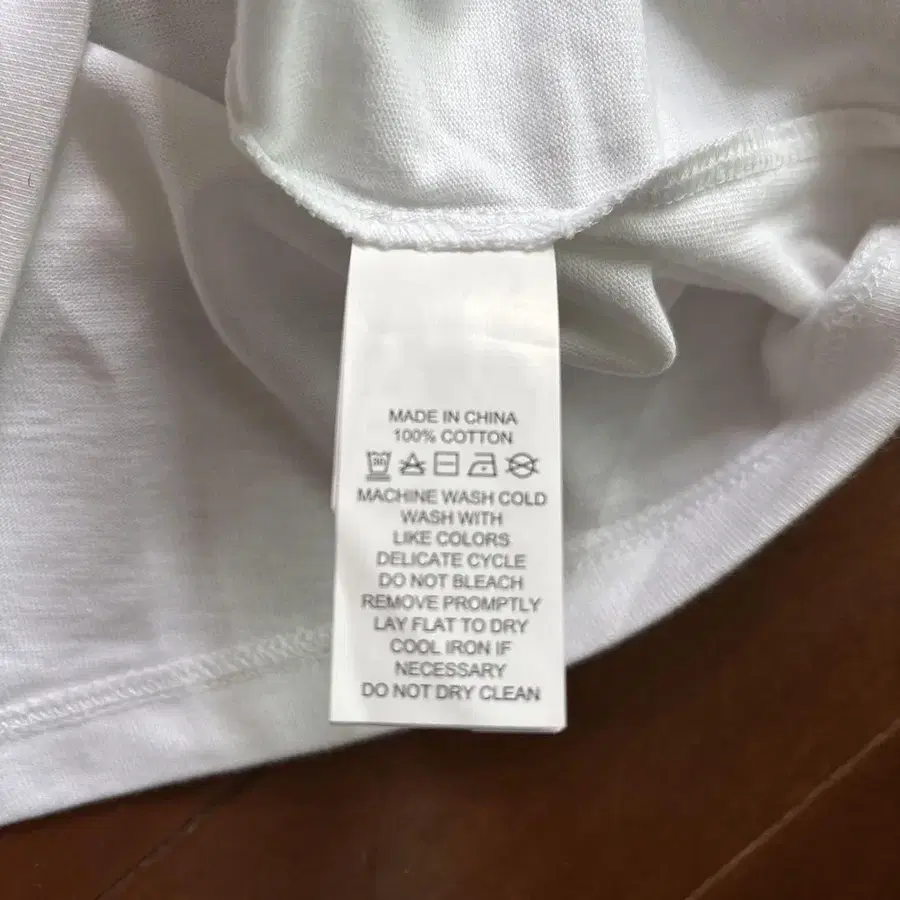 MADE IN CHINA
100% COTTON
30
MACHINE WASH COLD
WASH WITH
LIKE COLORS
DELICATE CYCLE
DO NOT BLEACH
REMOVE PROMPTLY
LAY FLAT TO DRY
COOL IRON IF
NECESSARY
DO NOT DRY CLEAN